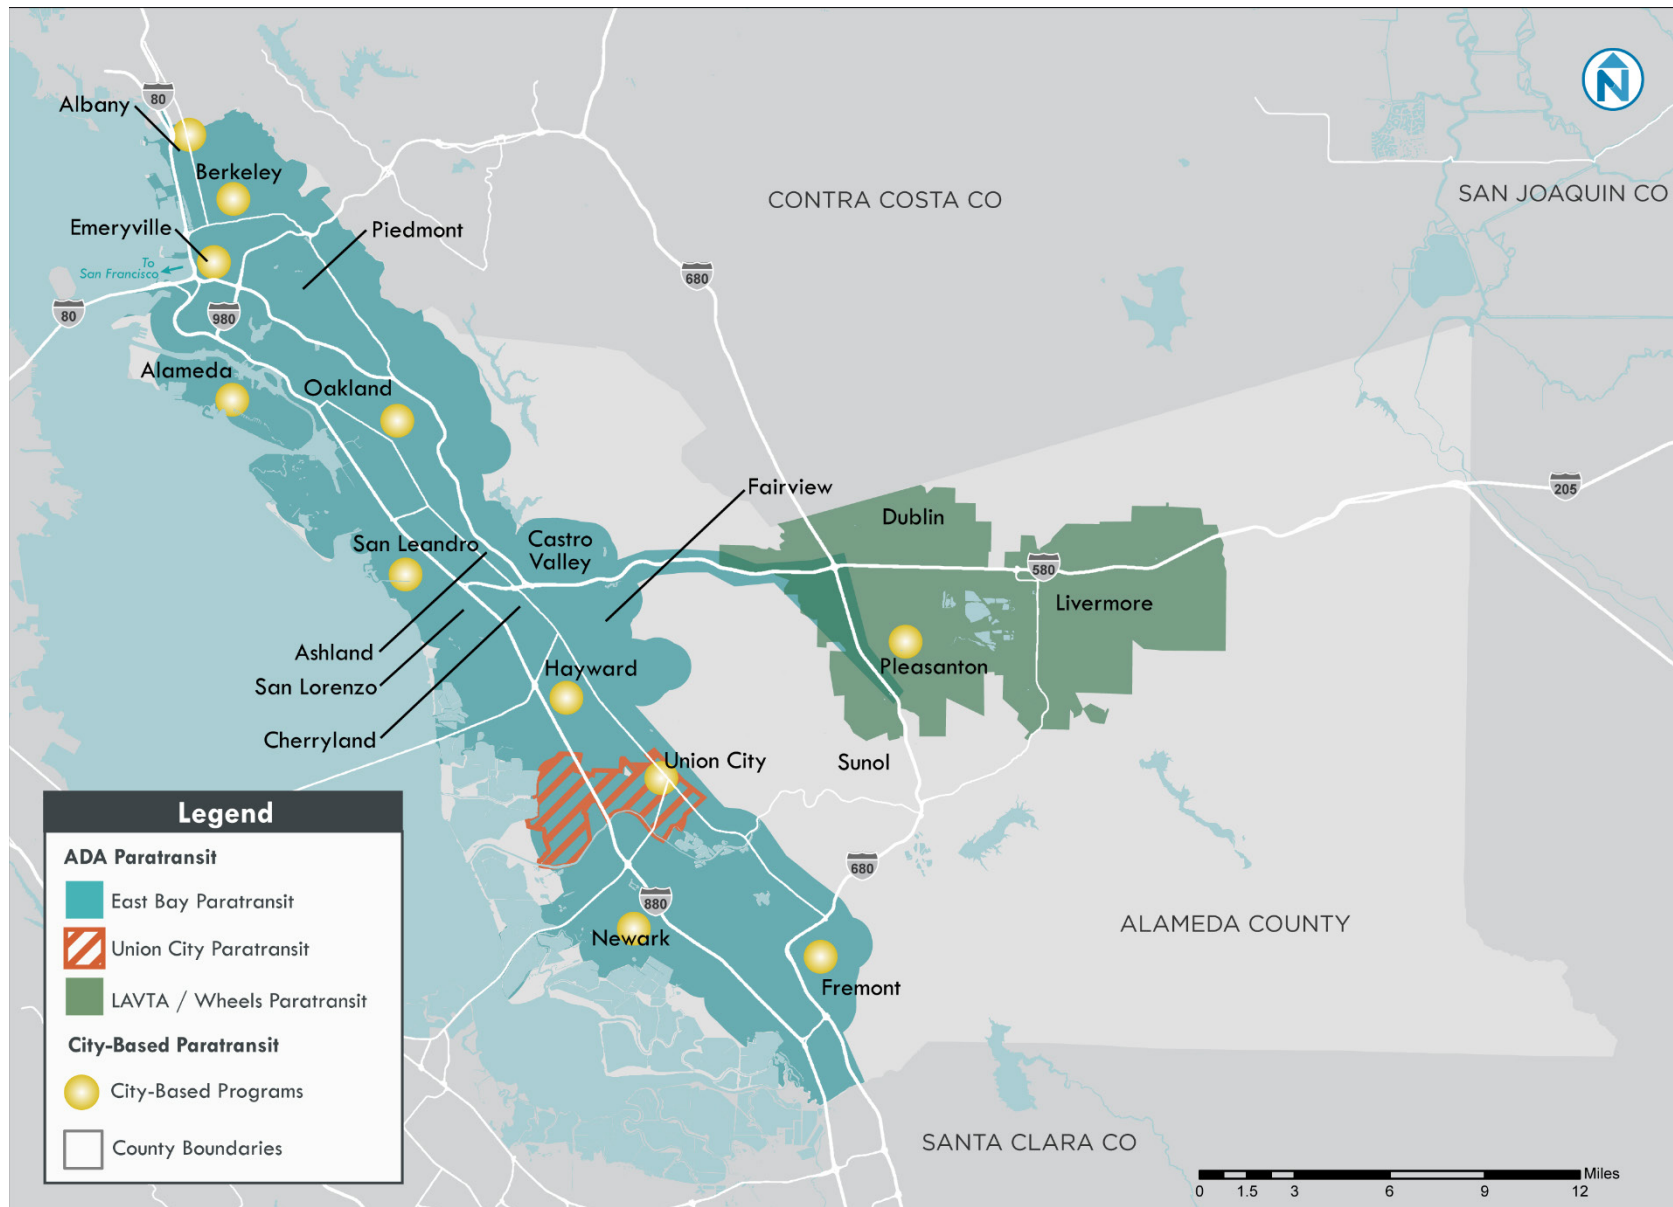 N
80
Albany
Berkeley
CONTRA COSTA CO
SAN JOAQUIN CO
Emeryville
Piedmont
To
San Francisco
680
80
980
Alameda
Oakland
Fairview
205
Dublin
San Leandro
Castro
Valley
580
Livermore
Ashland
Pleasanton
San Lorenzo
Hayward
Cherryland
Union City
Sunol
680
880
Newark
ALAMEDA COUNTY
Fremont
SANTA CLARA CO
Legend
ADA Paratransit
East Bay Paratransit
Union City Paratransit
LAVTA / Wheels Paratransit
City-Based Paratransit
City-Based Programs
County Boundaries
Miles
0 1.5 3 6 9 12